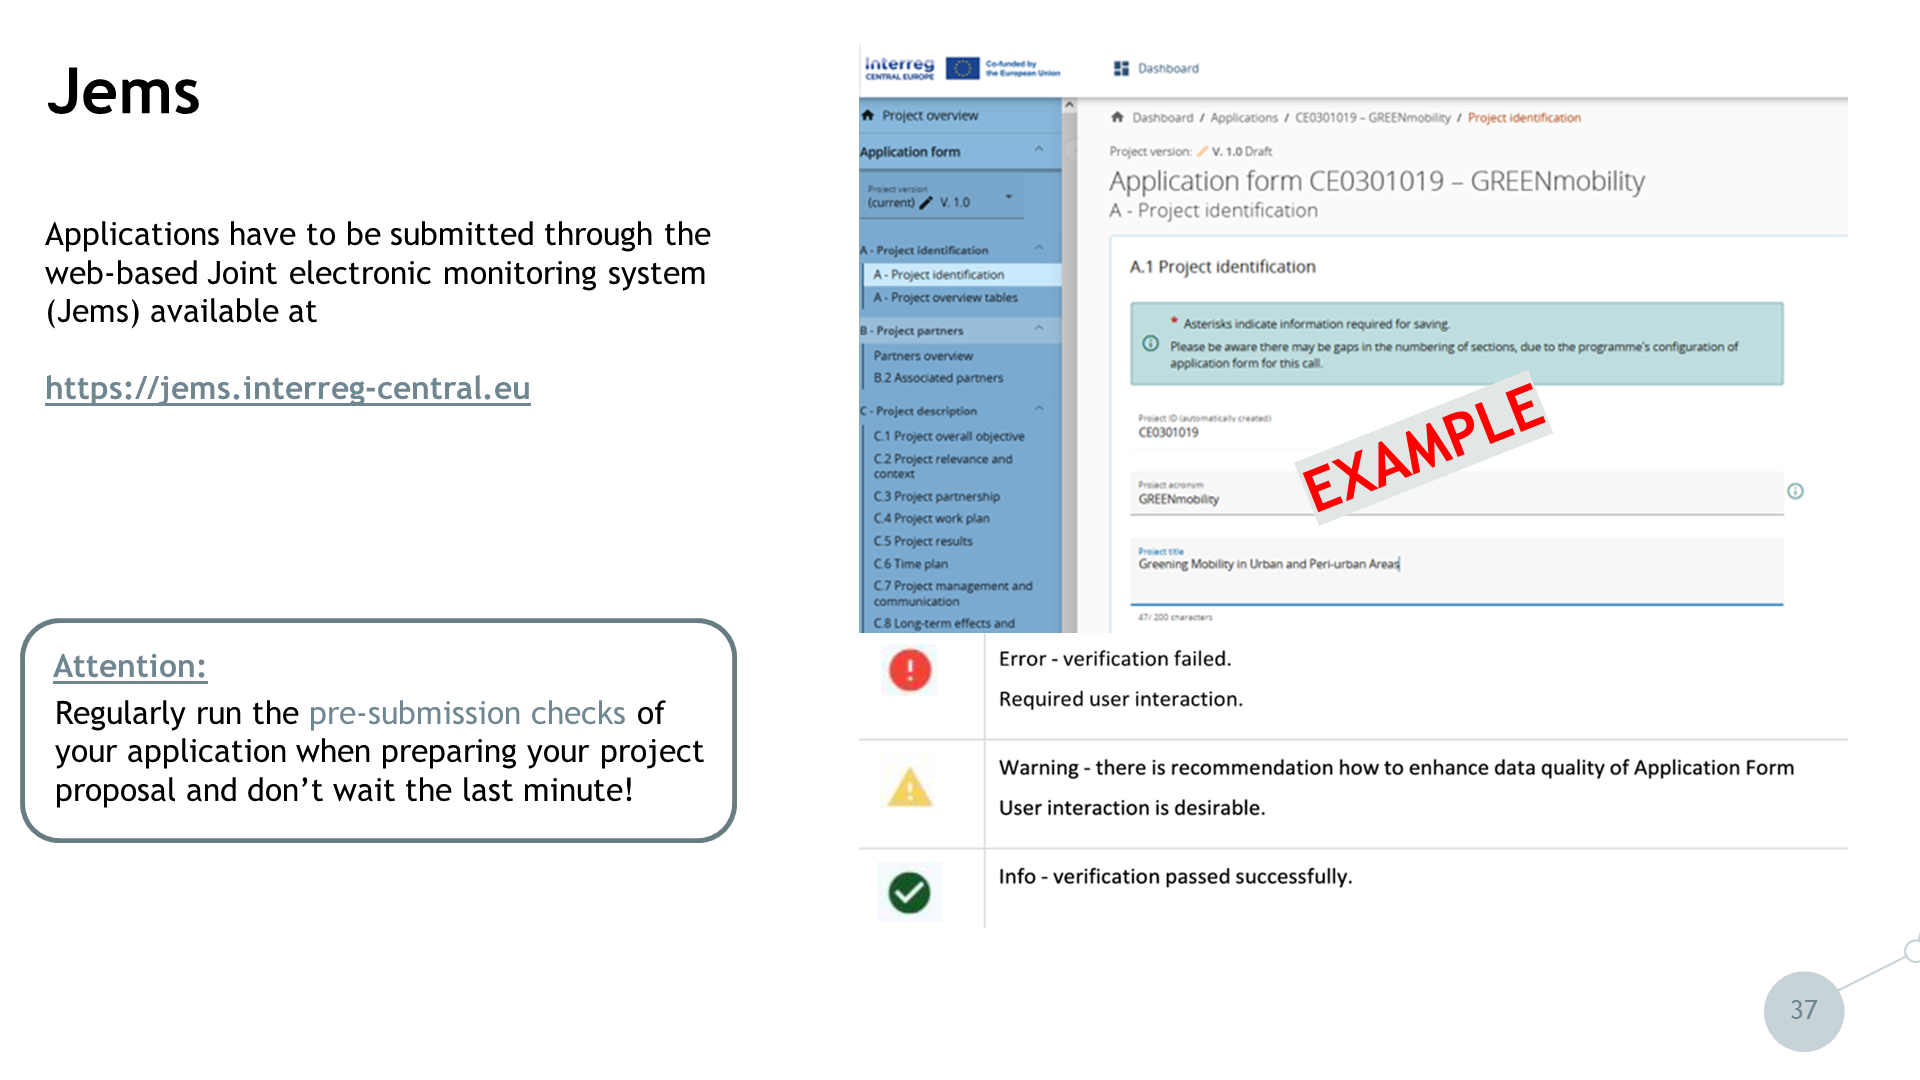 Jems
Applications have to be submitted through the
web-based Joint electronic monitoring system
(Jems) available at
https://jems.interreg-central.eu
Attention:
Regularly run the pre-submission checks of
your application when preparing your project
proposal and don’t wait the last minute!
Interreg
CENTRAL EUROPE
Co-funded by
the European Union
Dashboard
Project overview
Application form
Project version
(current) V. 1.0
A - Project identification
A - Project identification
A - Project overview tables
B - Project partners
Partners overview
B.2 Associated partners
C - Project description
C.1 Project overall objective
C.2 Project relevance and
context
C.3 Project partnership
C.4 Project work plan
C.5 Project results
C.6 Time plan
C.7 Project management and
communication
C.8 Long-term effects and
Dashboard / Applications / CE0301019 – GREENmobility / Project identification
Project version: V. 1.0 Draft
Application form CE0301019 – GREENmobility
A - Project identification
A.1 Project identification
* Asterisks indicate information required for saving.
Please be aware there may be gaps in the numbering of sections, due to the programme's configuration of
application form for this call.
Project ID (automatically created)
CE0301019
EXAMPLE
Project acronym
GREENmobility
Project title
Greening Mobility in Urban and Peri-urban Areas
47/ 200 characters
Error - verification failed.
Required user interaction.
Warning - there is recommendation how to enhance data quality of Application Form
User interaction is desirable.
Info - verification passed successfully.
37